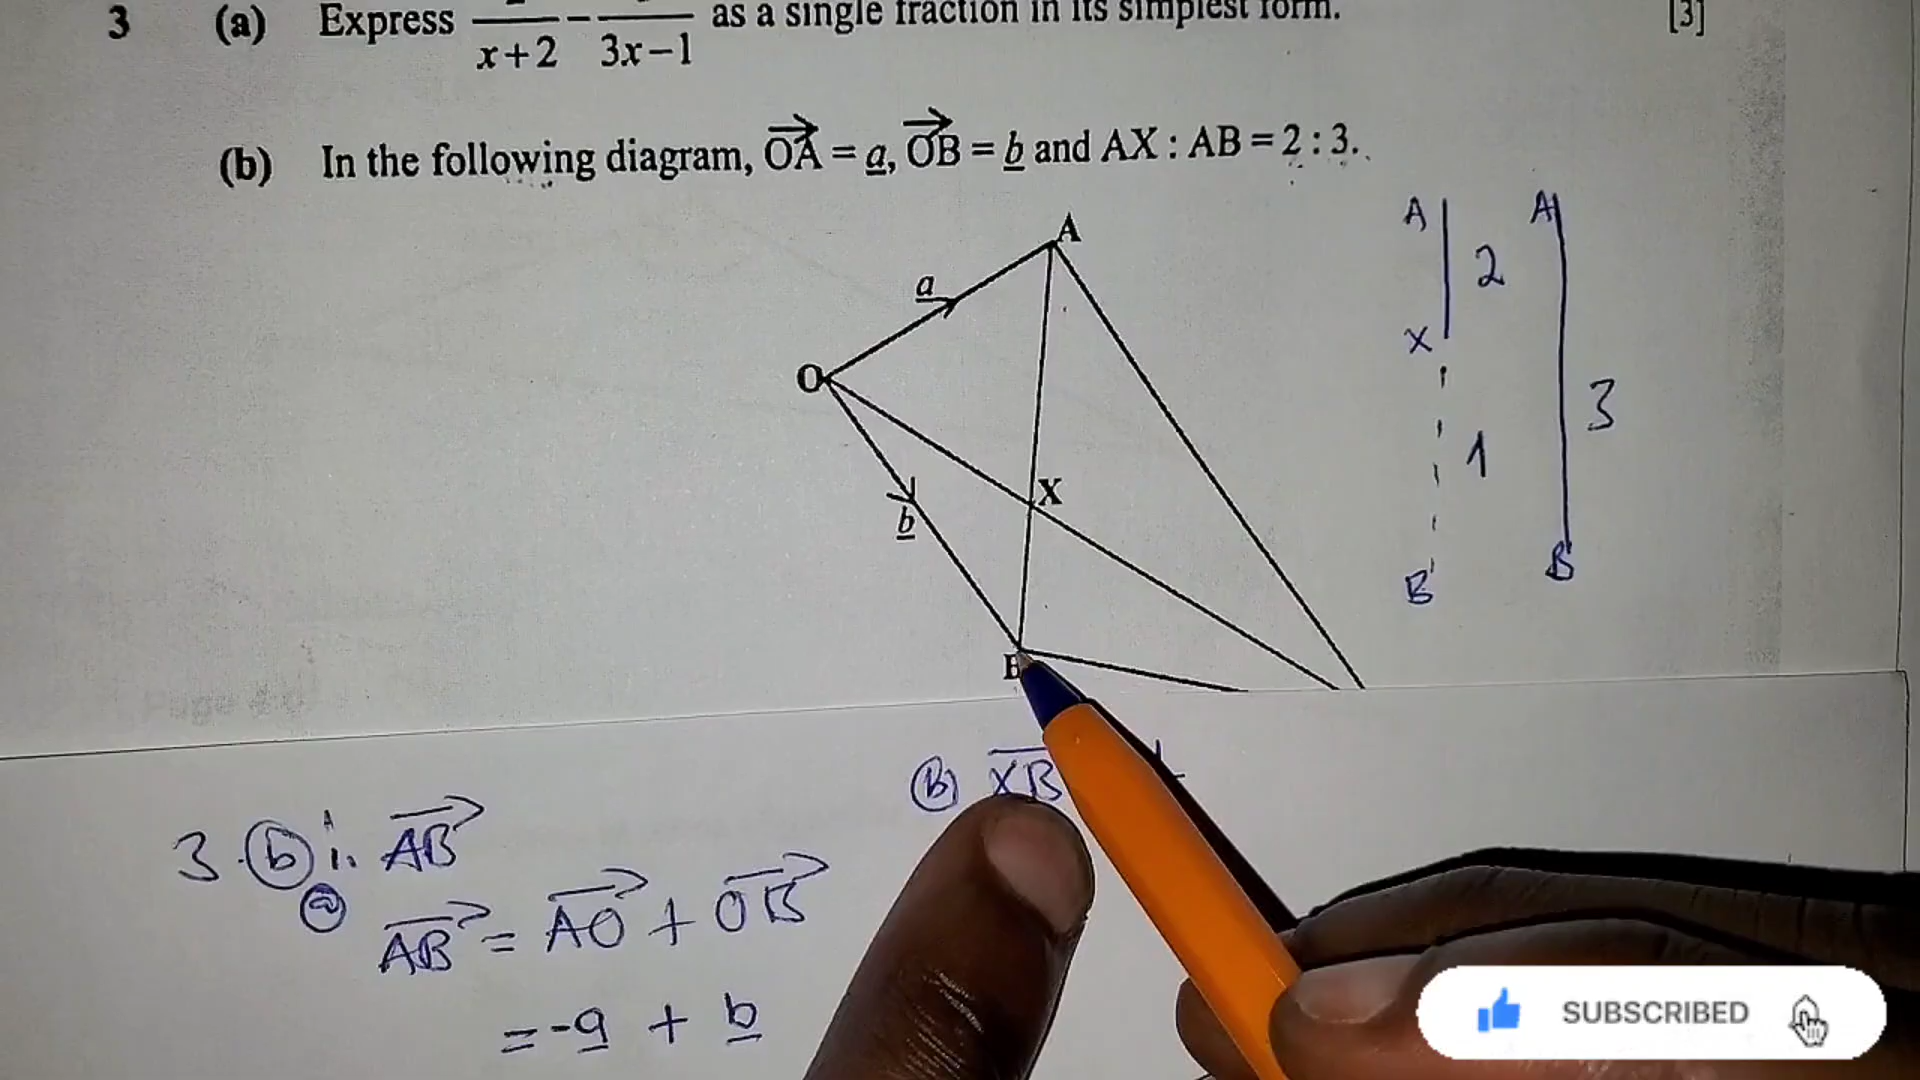 3 (a) Express x+2 − 3x−1 as a single fraction in its simplest form. [3]
(b) In the following diagram, OA = a, OB = b and AX : AB = 2 : 3.
A
a
O
X
b
A
2
X
1
B
A
3
B
(b) XB
3 (b) i. AB
(a) AB = AO + OB
= -a + b
SUBSCRIBED